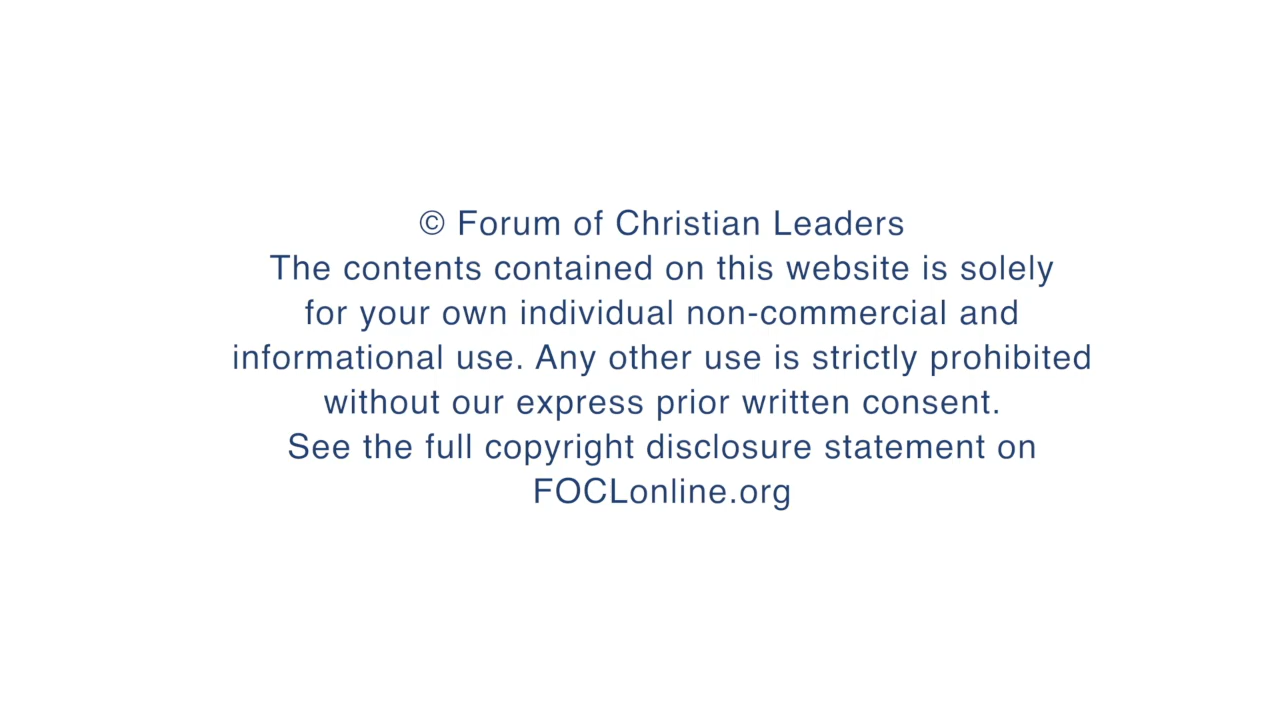 © Forum of Christian Leaders
The contents contained on this website is solely
for your own individual non-commercial and
informational use. Any other use is strictly prohibited
without our express prior written consent.
See the full copyright disclosure statement on
FOCLonline.org